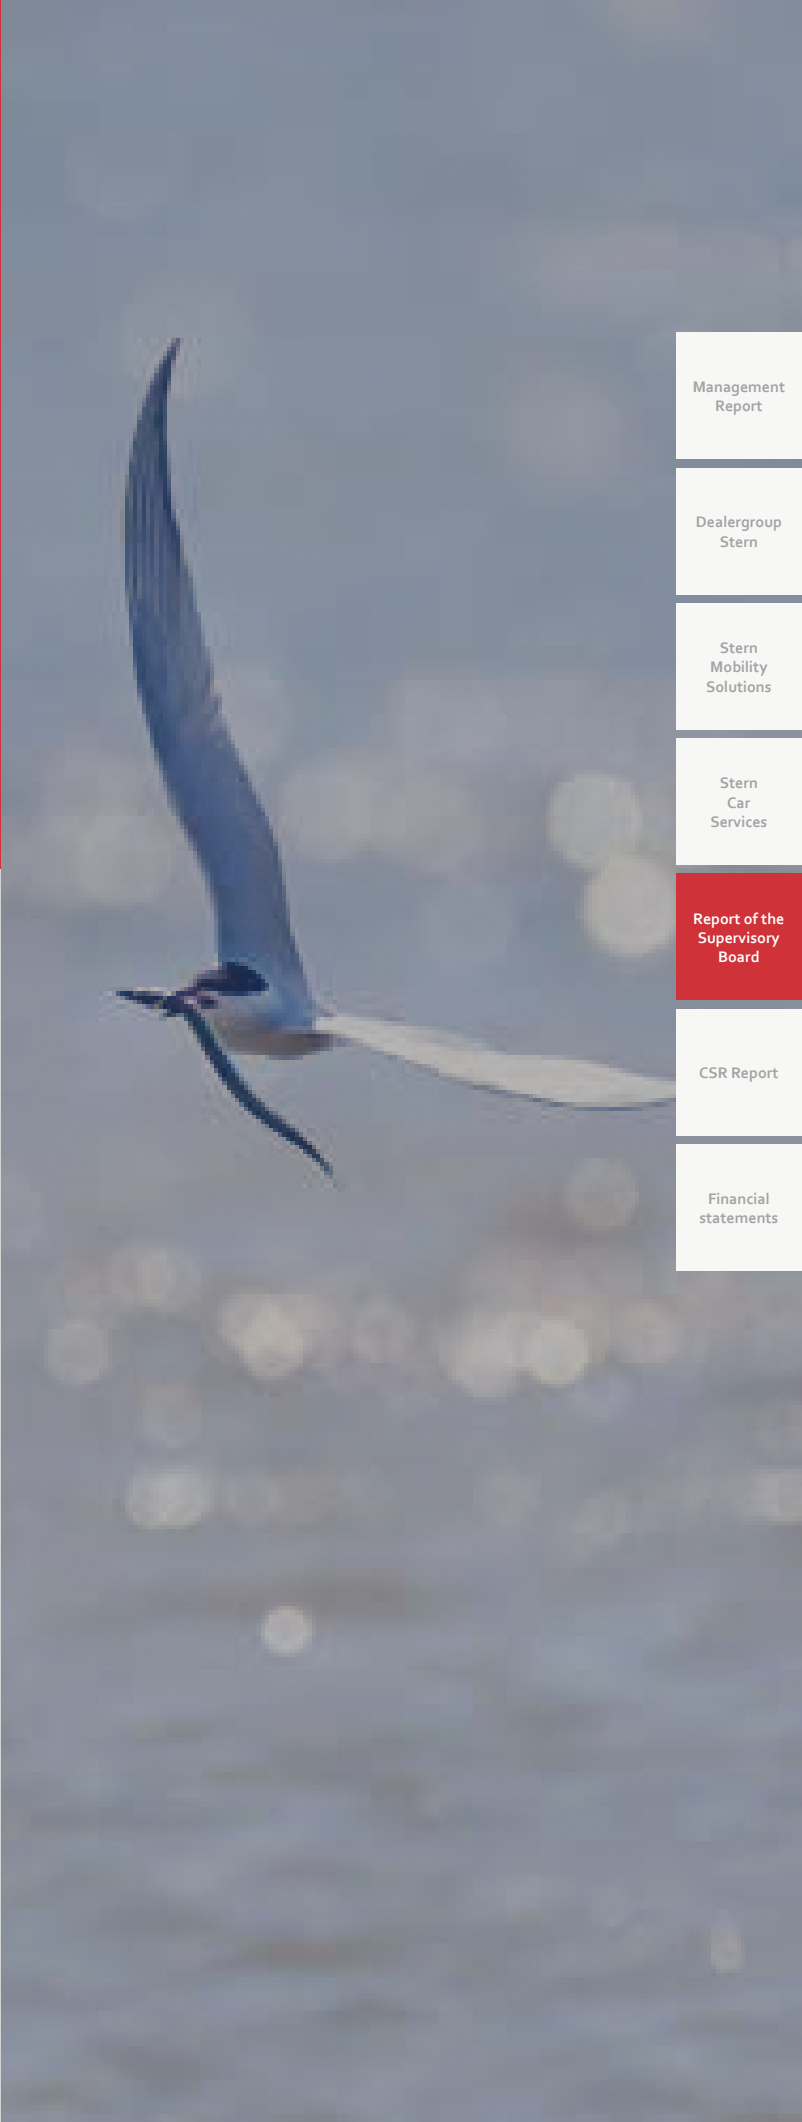 Management
Report
Dealergroup
Stern
Stern
Mobility
Solutions
Stern
Car
Services
Report of the
Supervisory
Board
CSR Report
Financial
statements